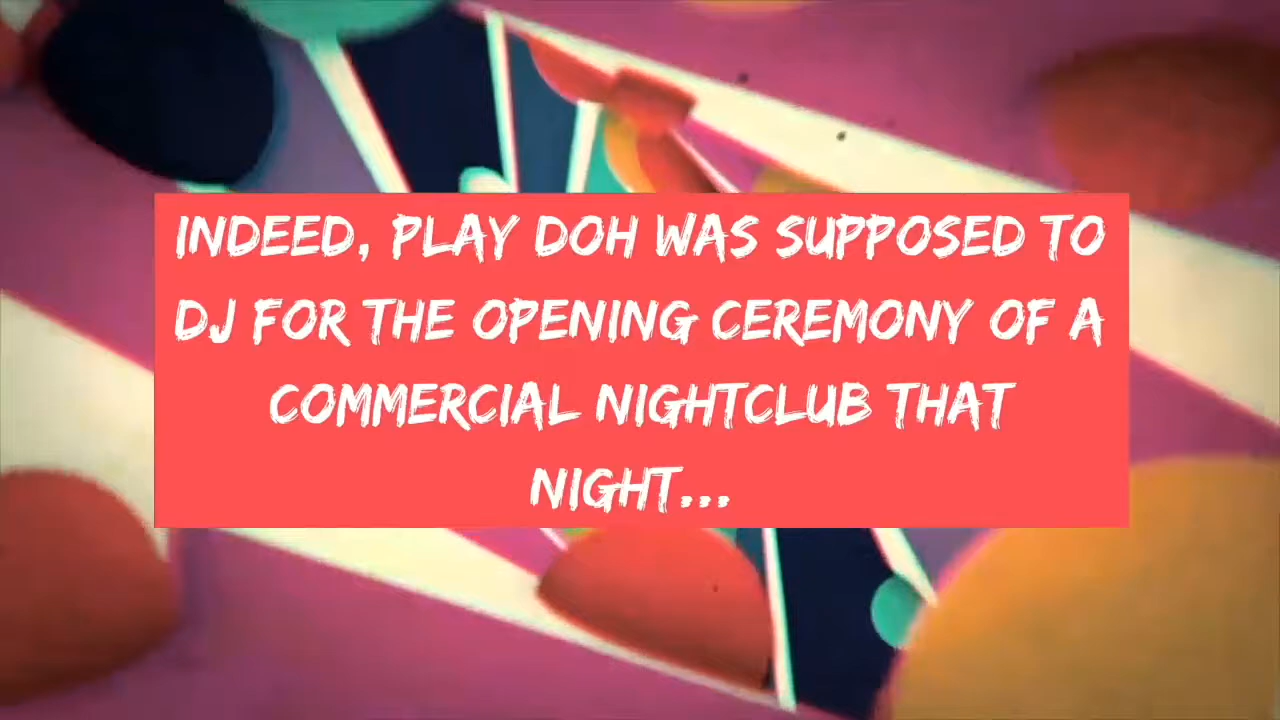 INDEED, PLAY DOH WAS SUPPOSED TO
DJ FOR THE OPENING CEREMONY OF A
COMMERCIAL NIGHTCLUB THAT
NIGHT...